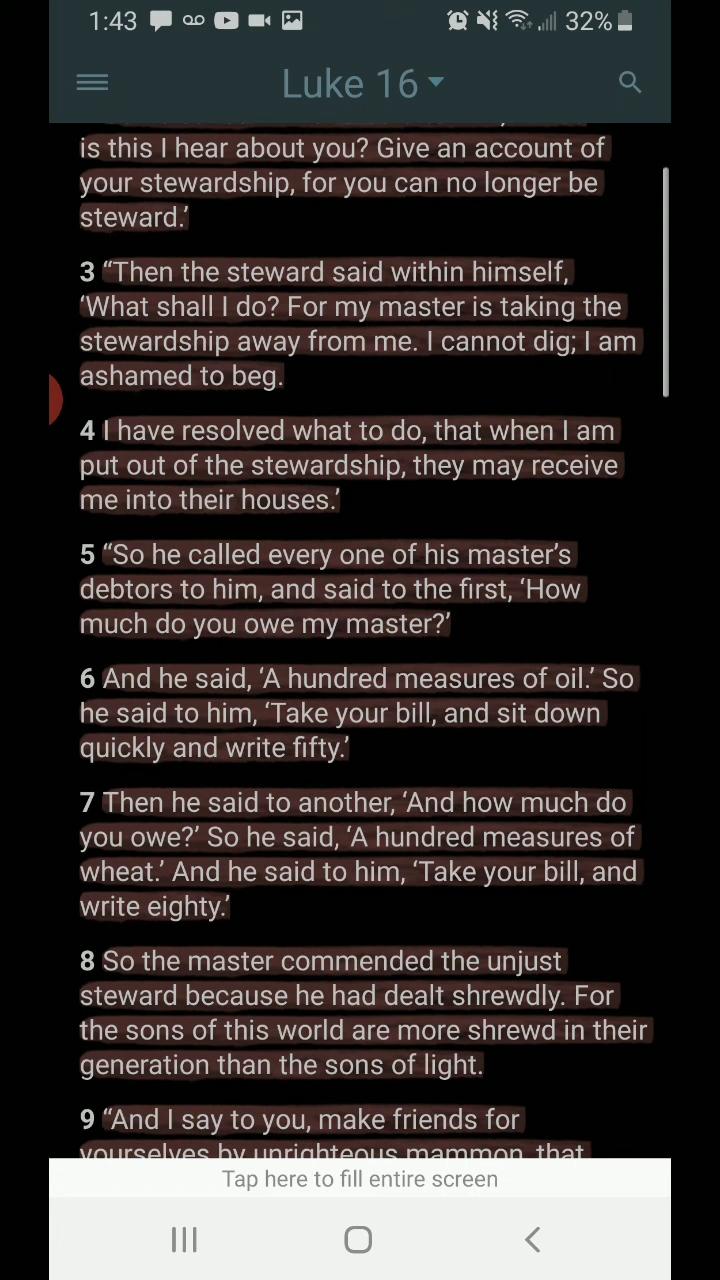 1:43
32%
Luke 16
is this I hear about you? Give an account of
your stewardship, for you can no longer be
steward.’
3 “Then the steward said within himself,
‘What shall I do? For my master is taking the
stewardship away from me. I cannot dig; I am
ashamed to beg.
4 I have resolved what to do, that when I am
put out of the stewardship, they may receive
me into their houses.’
5 “So he called every one of his master’s
debtors to him, and said to the first, ‘How
much do you owe my master?’
6 And he said, ‘A hundred measures of oil.’ So
he said to him, ‘Take your bill, and sit down
quickly and write fifty.’
7 Then he said to another, ‘And how much do
you owe?’ So he said, ‘A hundred measures of
wheat.’ And he said to him, ‘Take your bill, and
write eighty.’
8 So the master commended the unjust
steward because he had dealt shrewdly. For
the sons of this world are more shrewd in their
generation than the sons of light.
9 “And I say to you, make friends for
yourselves by unrighteous mammon, that
Tap here to fill entire screen